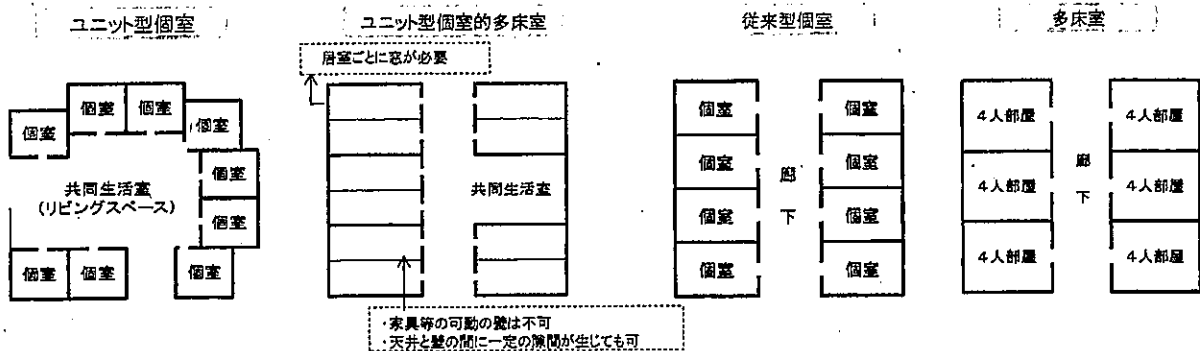 ユニット型個室
ユニット型個室的多床室
従来型個室
多床室
居室ごとに窓が必要
個室
個室
個室
個室
個室
個室
個室
個室
個室
共同生活室
(リビングスペース)
共同生活室
・家具等の可動の壁は不可
・天井と壁の間に一定の隙間が生じても可
個室
個室
個室
個室
廊
下
個室
個室
個室
個室
4人部屋
4人部屋
4人部屋
廊
下
4人部屋
4人部屋
4人部屋